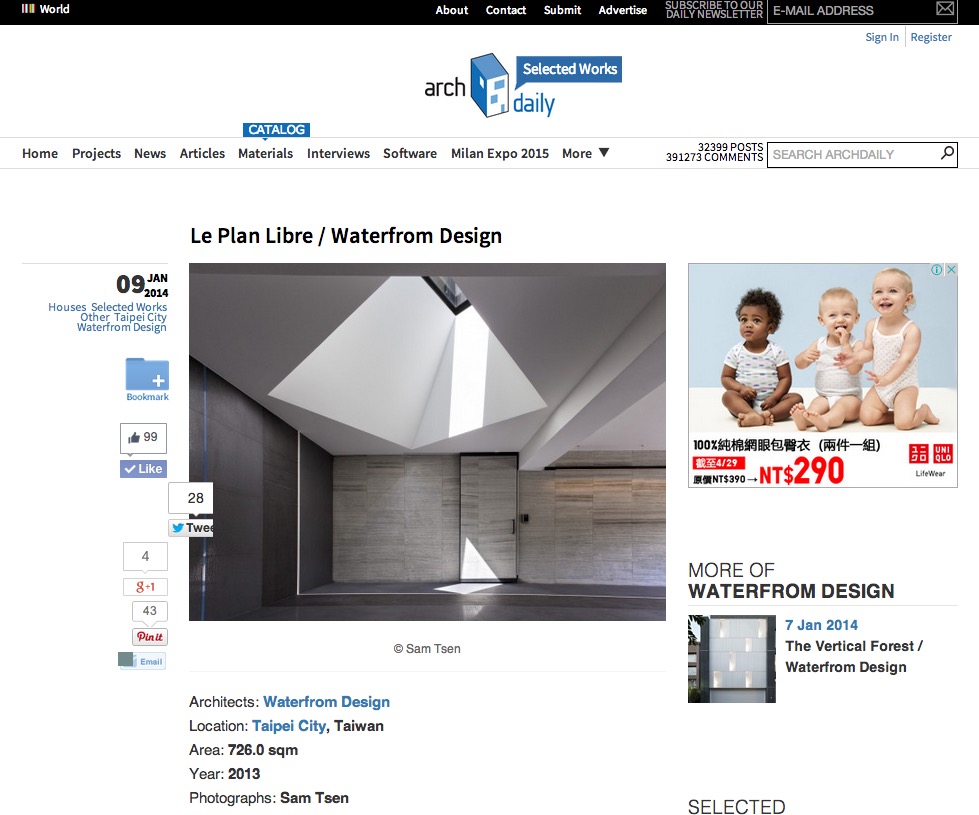 World
About Contact Submit Advertise
SUBSCRIBE TO OUR
DAILY NEWSLETTER
E-MAIL ADDRESS
Sign In Register
arch daily
Selected Works
CATALOG
Home Projects News Articles Materials Interviews Software Milan Expo 2015 More ▼
32399 POSTS
391273 COMMENTS
SEARCH ARCHDAILY
Le Plan Libre / Waterfrom Design
09 JAN
2014
Houses Selected Works
Other Taipei City
Waterfrom Design
Bookmark
99
Like
28
Twee
4
g+1
43
Pin it
Email
© Sam Tsen
Architects: Waterfrom Design
Location: Taipei City, Taiwan
Area: 726.0 sqm
Year: 2013
Photographs: Sam Tsen
100%純棉網眼包臀衣 (兩件一組)
截至4/29
原價NT$390→NT$290
ユニクロ
UNIQLO
LifeWear
MORE OF
WATERFROM DESIGN
7 Jan 2014
The Vertical Forest /
Waterfrom Design
SELECTED